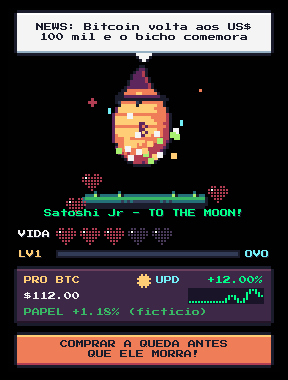 NEWS: Bitcoin volta aos US$
100 mil e o bicho comemora
Satoshi Jr - TO THE MOON!
VIDA
LV1 OVO
PRO BTC UPD +12.00%
$112.00
PAPEL +1.18% (ficticio)
COMPRAR A QUEDA ANTES
QUE ELE MORRA!